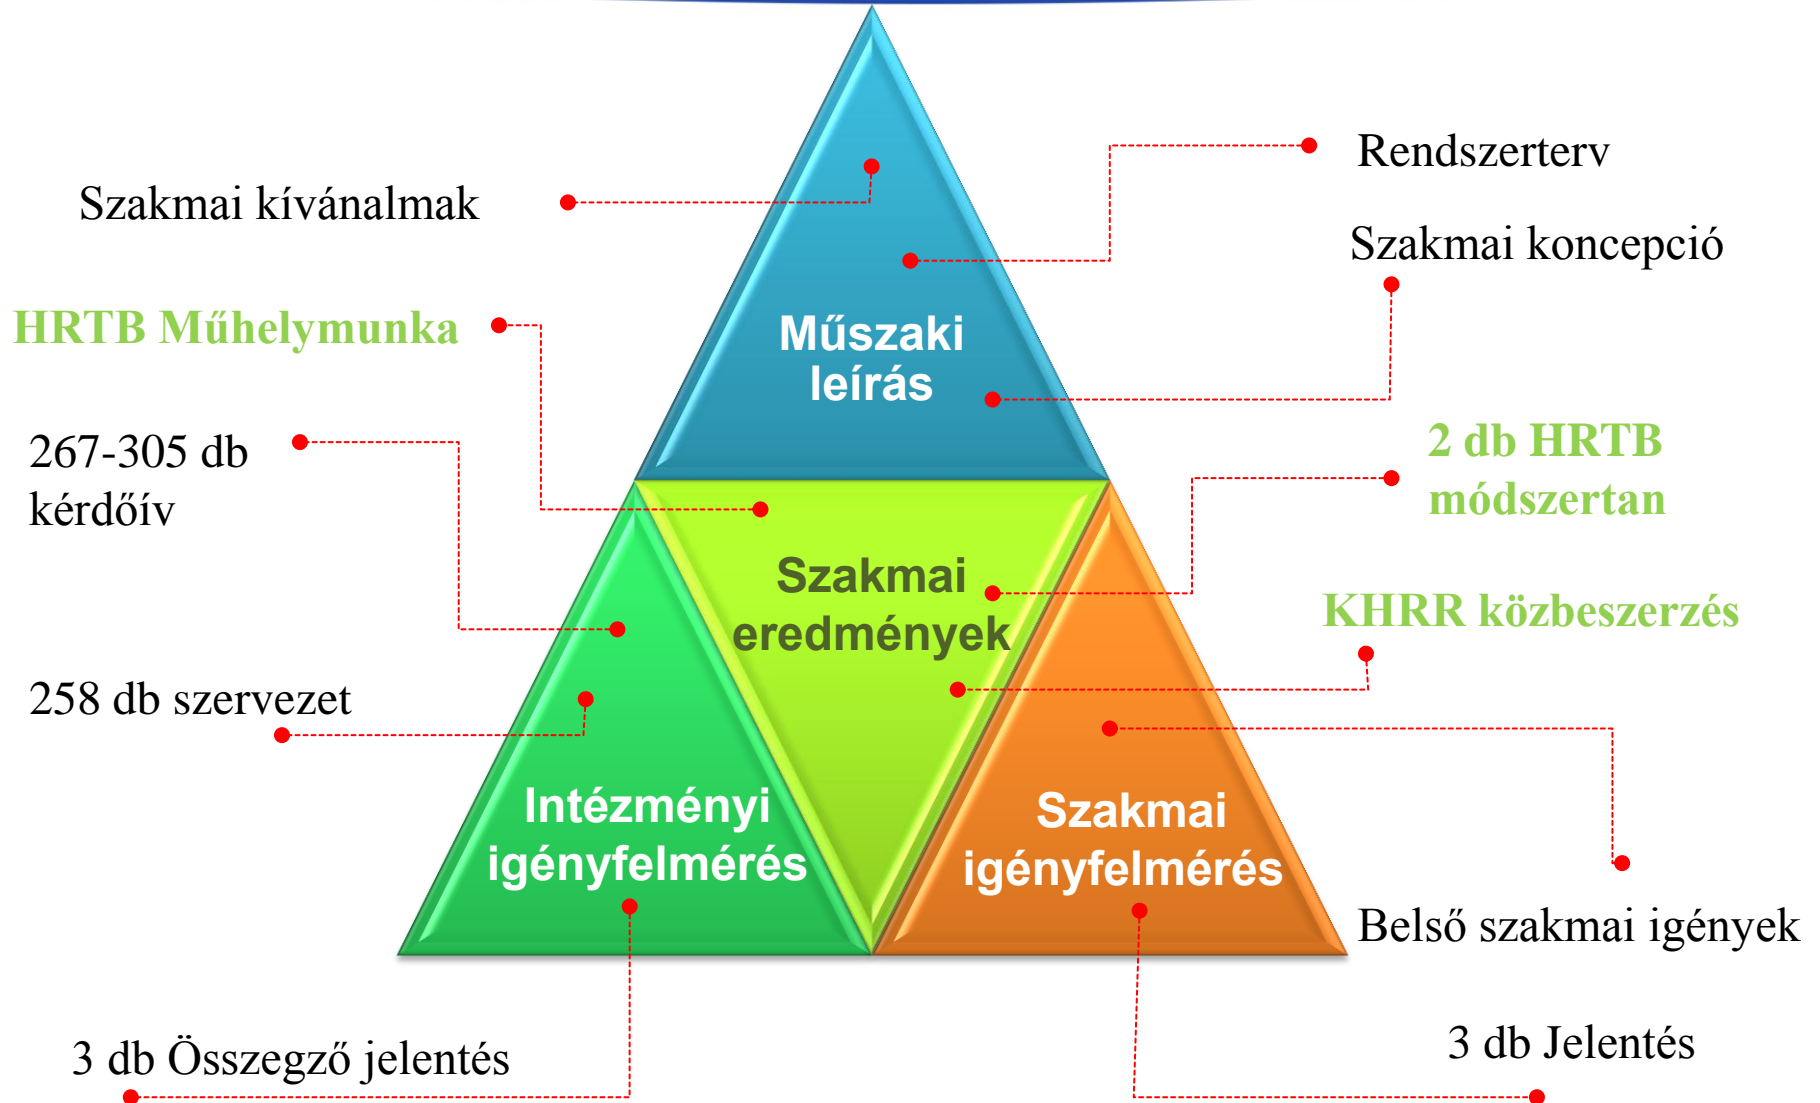 Rendszerterv
Szakmai kívánalmak
Szakmai koncepció
HRTB Műhelymunka
Műszaki
leírás
267-305 db
kérdőív
2 db HRTB
módszertan
Szakmai
eredmények
KHRR közbeszerzés
258 db szervezet
Intézményi
igényfelmérés
Szakmai
igényfelmérés
Belső szakmai igények
3 db Összegző jelentés
3 db Jelentés